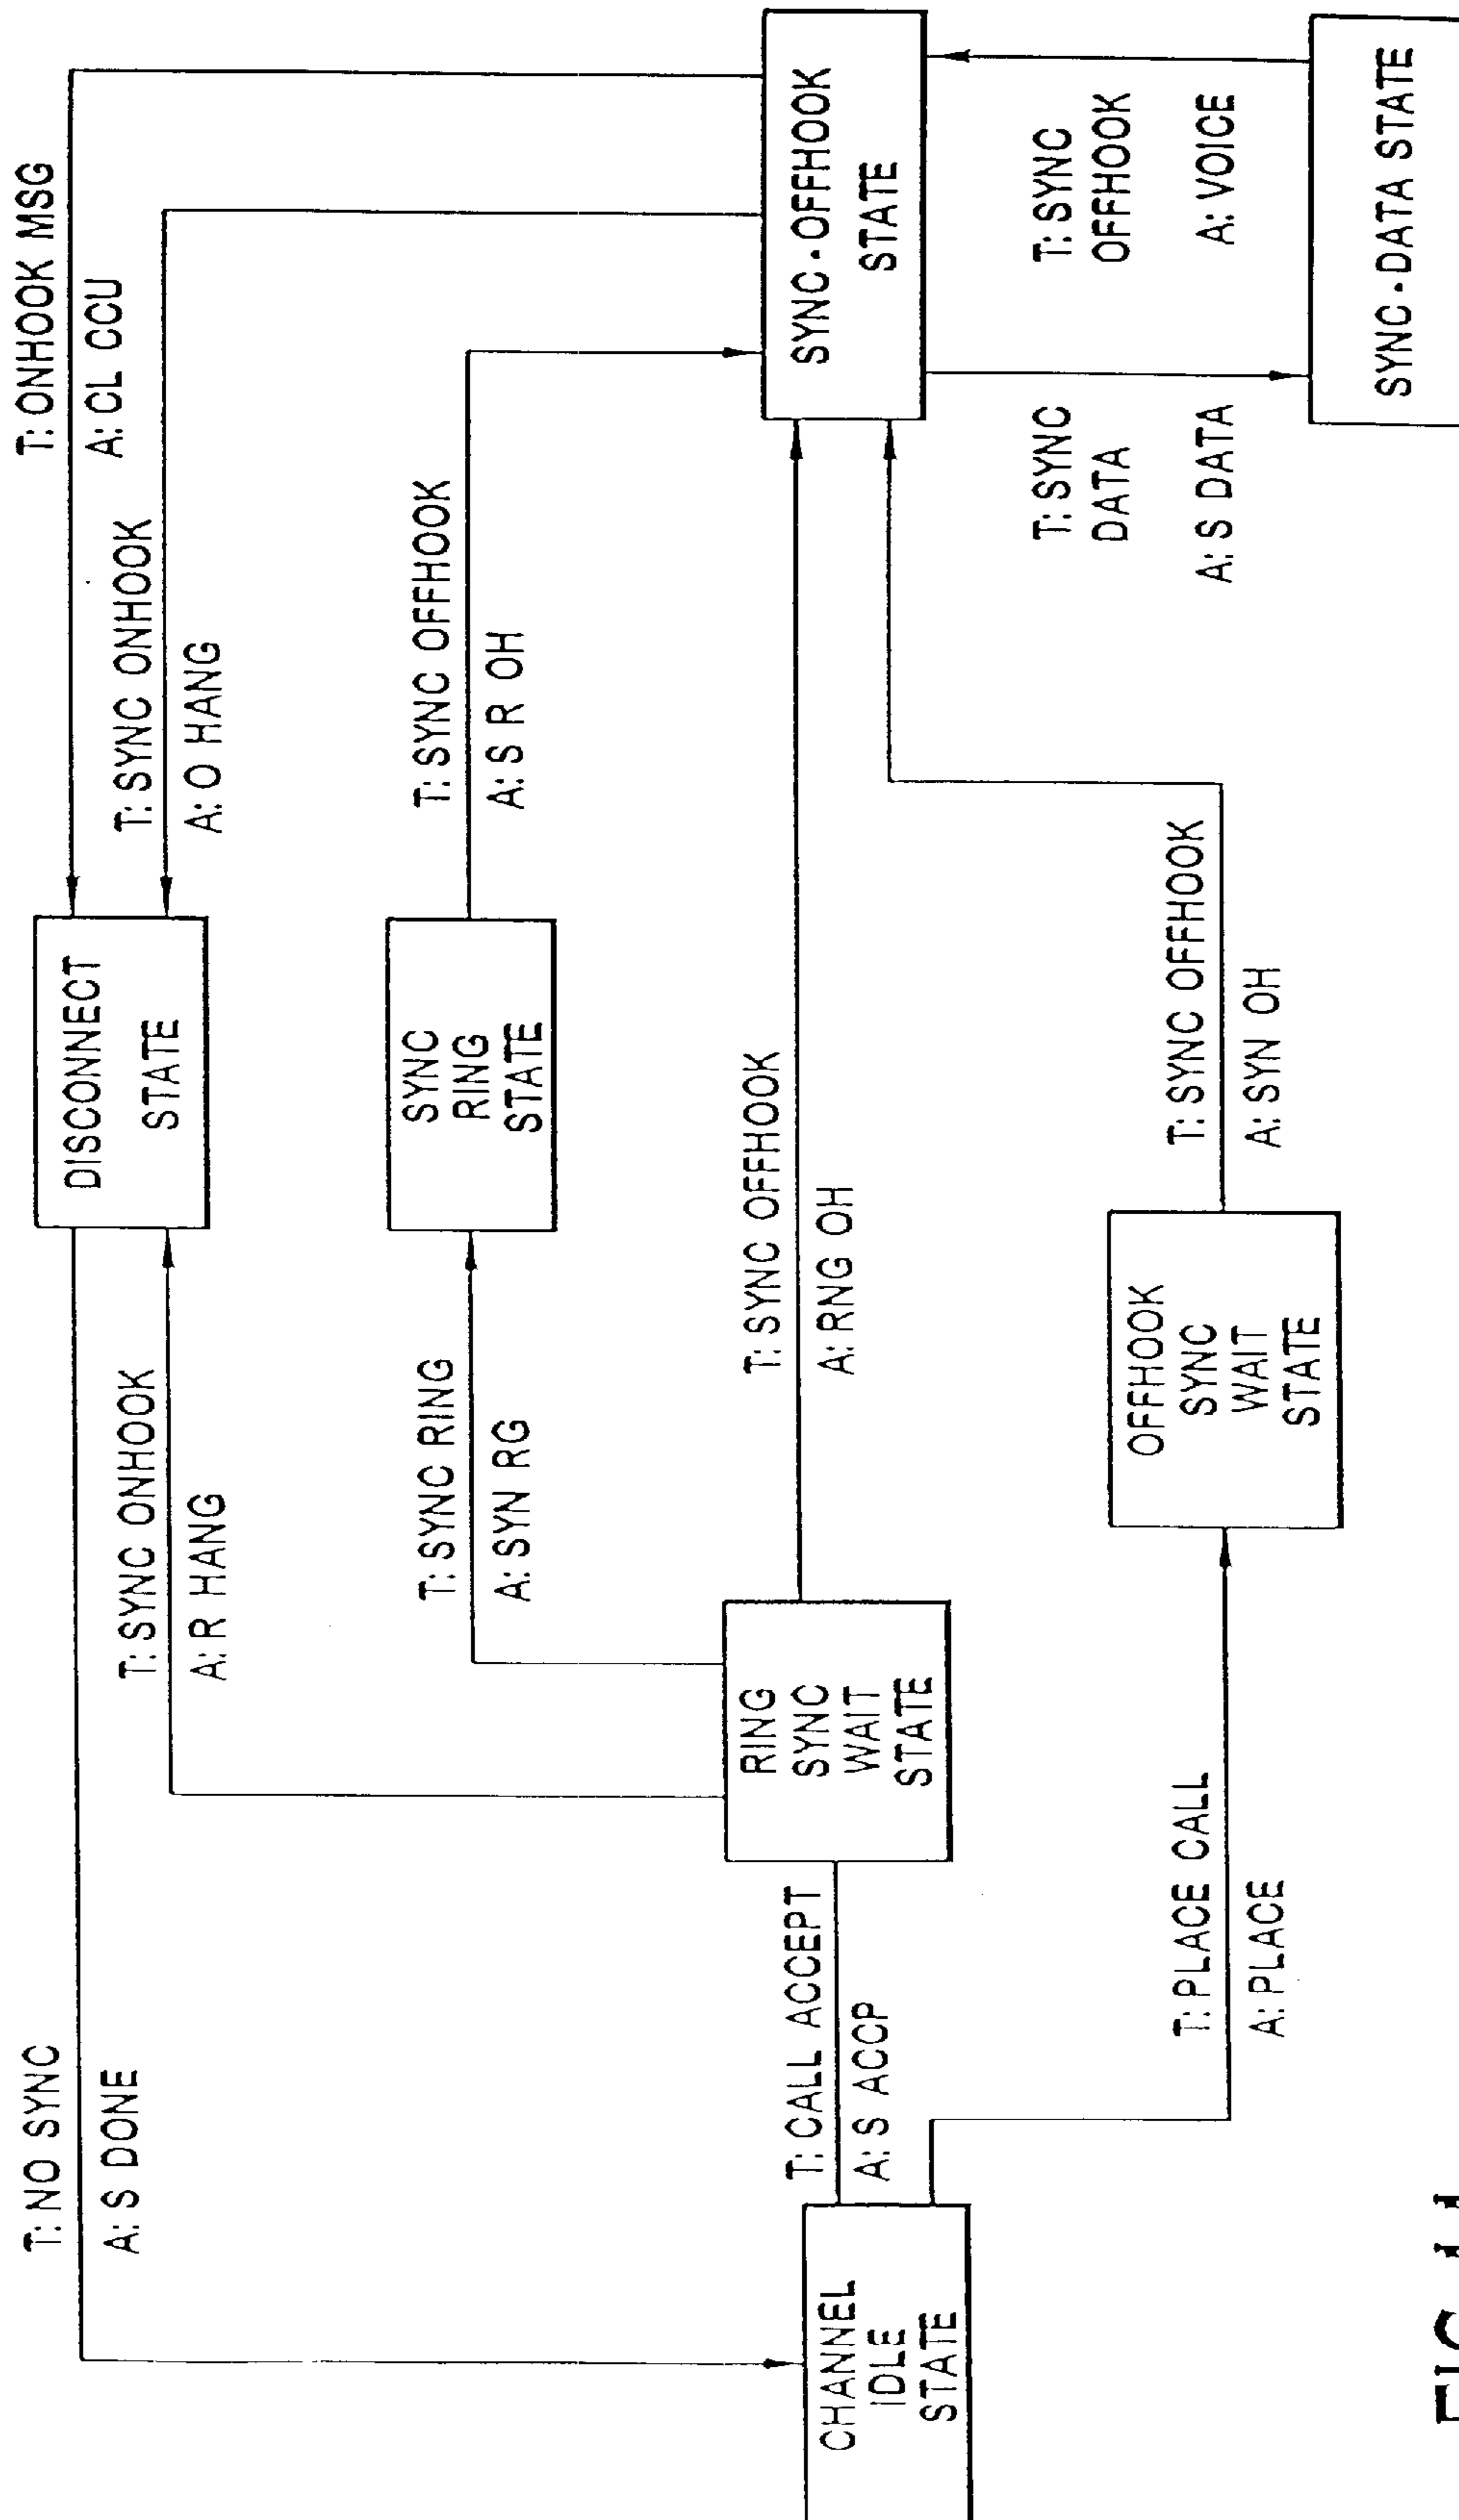 T: NO SYNC
A: S DONE
T: SYNC ONHOOK
A: R HANG
DISCONNECT
STATE
T: ONHOOK MSG
A: CL CCU
T: SYNC ONHOOK
A: O HANG
T: SYNC RING
A: SYN RG
SYNC
RING
STATE
T: SYNC OFFHOOK
A: S R OH
CHANNEL
IDLE
STATE
T: CALL ACCEPT
A: S ACCP
RING
SYNC
WAIT
STATE
T: SYNC OFFHOOK
A: RNG OH
SYNC-OFFHOOK
STATE
T: PLACE CALL
A: PLACE
OFFHOOK
SYNC
WAIT
STATE
T: SYNC OFFHOOK
A: SYN OH
T: SYNC
DATA
A: S DATA
T: SYNC
OFFHOOK
A: VOICE
SYNC-DATA STATE